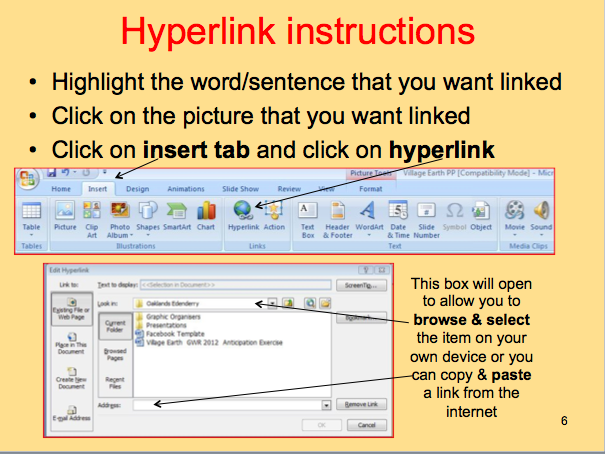 Hyperlink instructions
• Highlight the word/sentence that you want linked
• Click on the picture that you want linked
• Click on insert tab and click on hyperlink
Picture Tools Village Earth PP [Compatibility Mode] - Micr
Home Insert Design Animations Slide Show Review View Format
Table Picture Clip Art Photo Album Shapes SmartArt Chart Hyperlink Action Text Box Header & Footer WordArt Date & Time Slide Number Symbol Object Movie Sound
Tables Illustrations Links Text Media Clips
Edit Hyperlink
Link to: Text to display: <<Selection in Document>> ScreenTip...
Existing File or Web Page Look in: Oaklands Edenderry
Current Folder Graphic Organisers Bookmark...
Presentations
Facebook Template
Place in This Document Village Earth GWR 2012 Anticipation Exercise
Browsed Pages
Create New Document Recent Files
E-mail Address Address: Remove Link
OK Cancel
This box will open
to allow you to
browse & select
the item on your
own device or you
can copy & paste
a link from the
internet
6